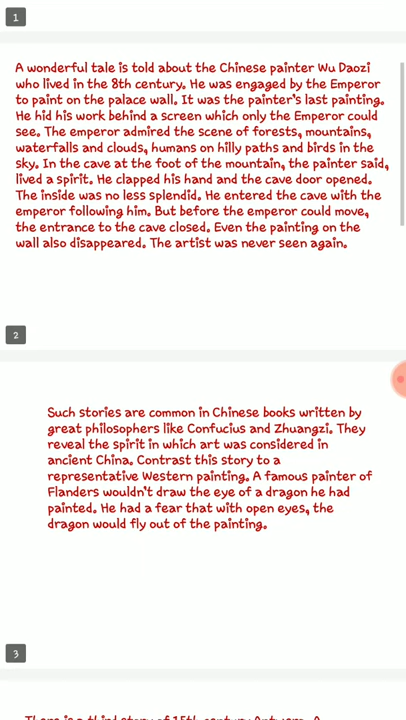 1
A wonderful tale is told about the Chinese painter Wu Daozi
who lived in the 8th century. He was engaged by the Emperor
to paint on the palace wall. It was the painter's last painting.
He hid his work behind a screen which only the Emperor could
see. The emperor admired the scene of forests, mountains,
waterfalls and clouds, humans on hilly paths and birds in the
sky. In the cave at the foot of the mountain, the painter said,
lived a spirit. He clapped his hand and the cave door opened.
The inside was no less splendid. He entered the cave with the
emperor following him. But before the emperor could move,
the entrance to the cave closed. Even the painting on the
wall also disappeared. The artist was never seen again.
2
Such stories are common in Chinese books written by
great philosophers like Confucius and Zhuangzi. They
reveal the spirit in which art was considered in
ancient China. Contrast this story to a
representative Western painting. A famous painter of
Flanders wouldn't draw the eye of a dragon he had
painted. He had a fear that with open eyes, the
dragon would fly out of the painting.
3
There is a third story of 15th century Antwerp. A